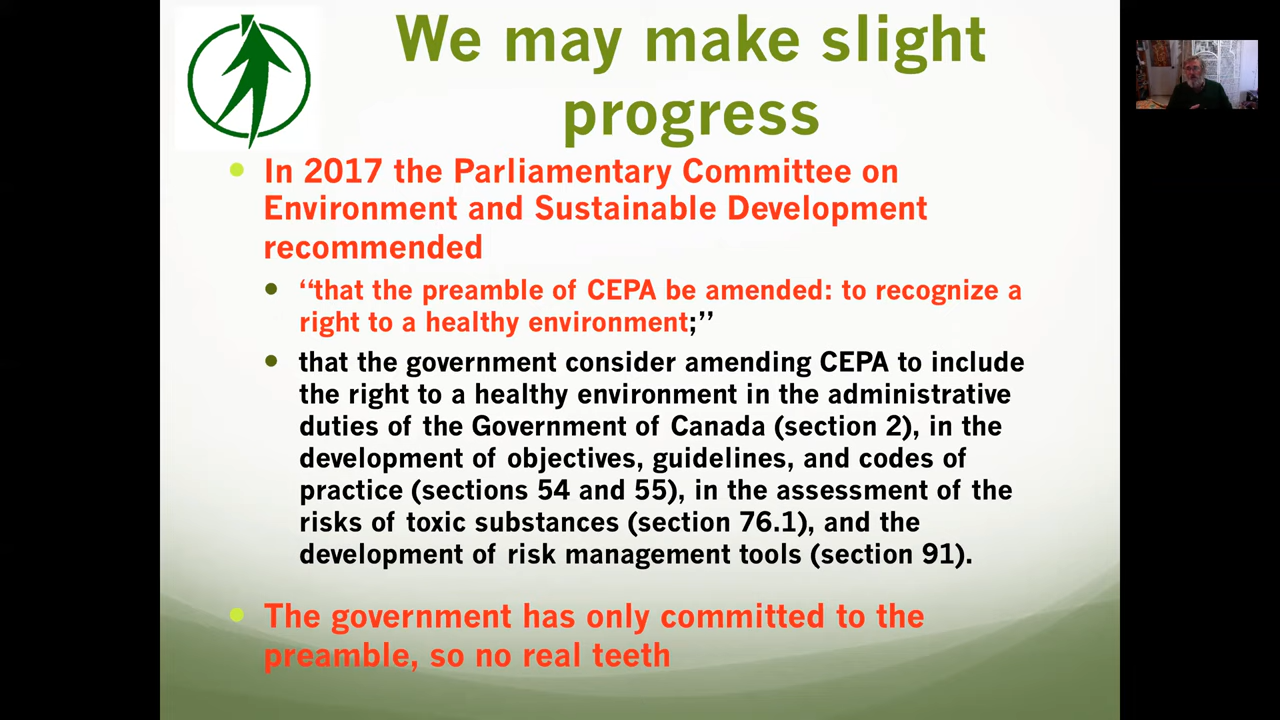 We may make slight
progress
In 2017 the Parliamentary Committee on
Environment and Sustainable Development
recommended
“that the preamble of CEPA be amended: to recognize a
right to a healthy environment;”
that the government consider amending CEPA to include
the right to a healthy environment in the administrative
duties of the Government of Canada (section 2), in the
development of objectives, guidelines, and codes of
practice (sections 54 and 55), in the assessment of the
risks of toxic substances (section 76.1), and the
development of risk management tools (section 91).
The government has only committed to the
preamble, so no real teeth